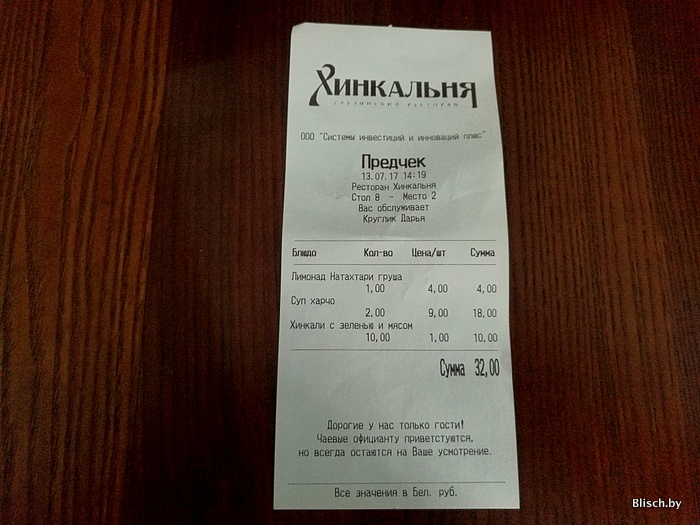 ХИНКАЛЬНЯ
ГРУЗИНСКИЙ РЕСТОРАН
ООО "Системы инвестиций и инноваций плюс"
Предчек
13.07.17 14:19
Ресторан Хинкальня
Стол 8 - Место 2
Вас обслуживает
Круглик Дарья
Блюдо Кол-во Цена/шт Сумма
Лимонад Натахтари груша
1,00 4,00 4,00
Суп харчо
2,00 9,00 18,00
Хинкали с зеленью и мясом
10,00 1,00 10,00
Сумма 32,00
Дорогие у нас только гости!
Чаевые официанту приветстуются,
но всегда остаются на Ваше усмотрение.
Все значения в Бел. руб.
Blisch.by